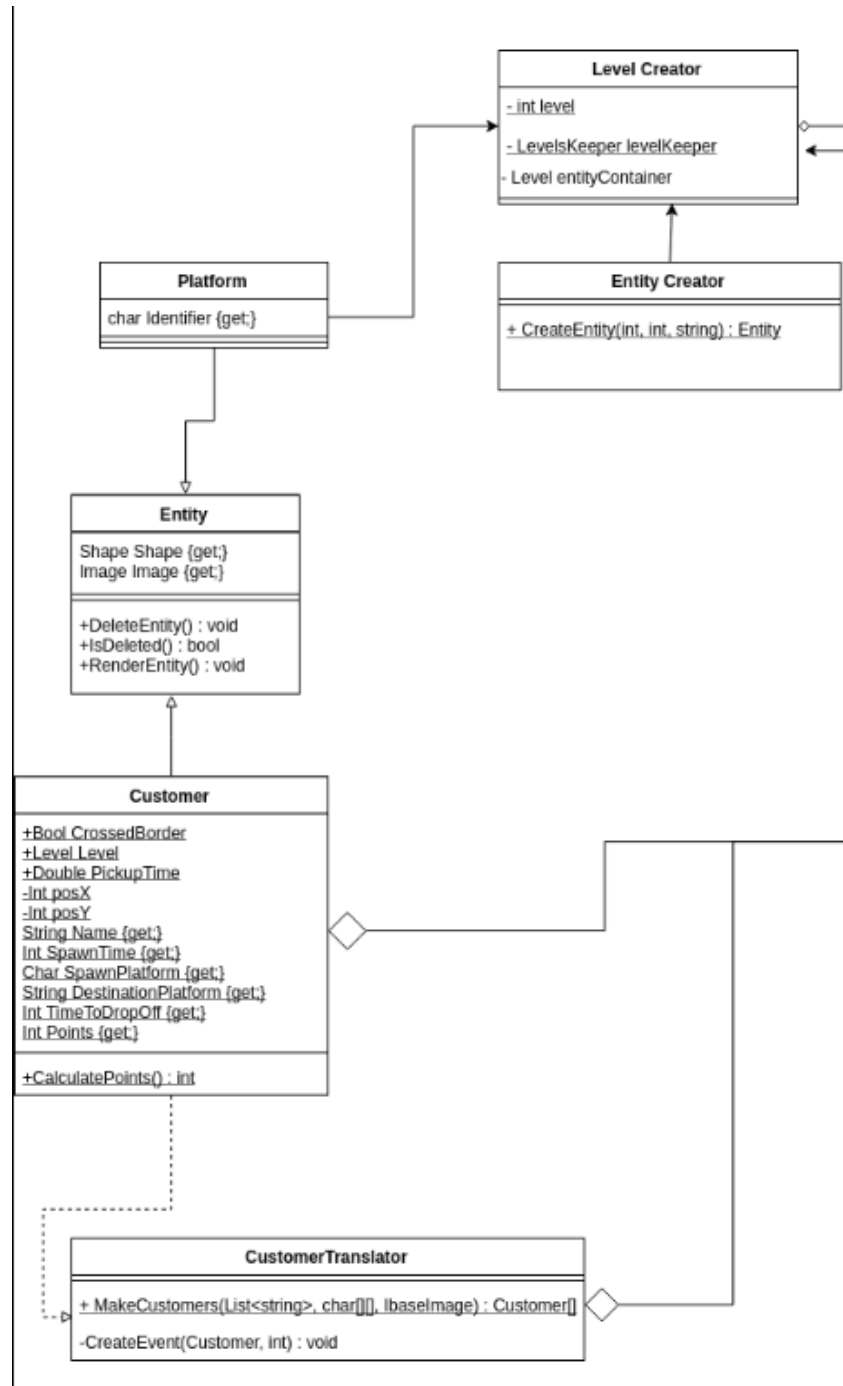 Level Creator
- int level
- LevelsKeeper levelKeeper
- Level entityContainer
Platform
char Identifier {get;}
Entity Creator
+ CreateEntity(int, int, string) : Entity
Entity
Shape Shape {get;}
Image Image {get;}
+DeleteEntity() : void
+IsDeleted() : bool
+RenderEntity() : void
Customer
+Bool CrossedBorder
+Level Level
+Double PickupTime
-Int posX
-Int posY
String Name {get;}
Int SpawnTime {get;}
Char SpawnPlatform {get;}
String DestinationPlatform {get;}
Int TimeToDropOff {get;}
Int Points {get;}
+CalculatePoints() : int
CustomerTranslator
+ MakeCustomers(List<string>, char[][], IbaseImage) : Customer[]
-CreateEvent(Customer, int) : void